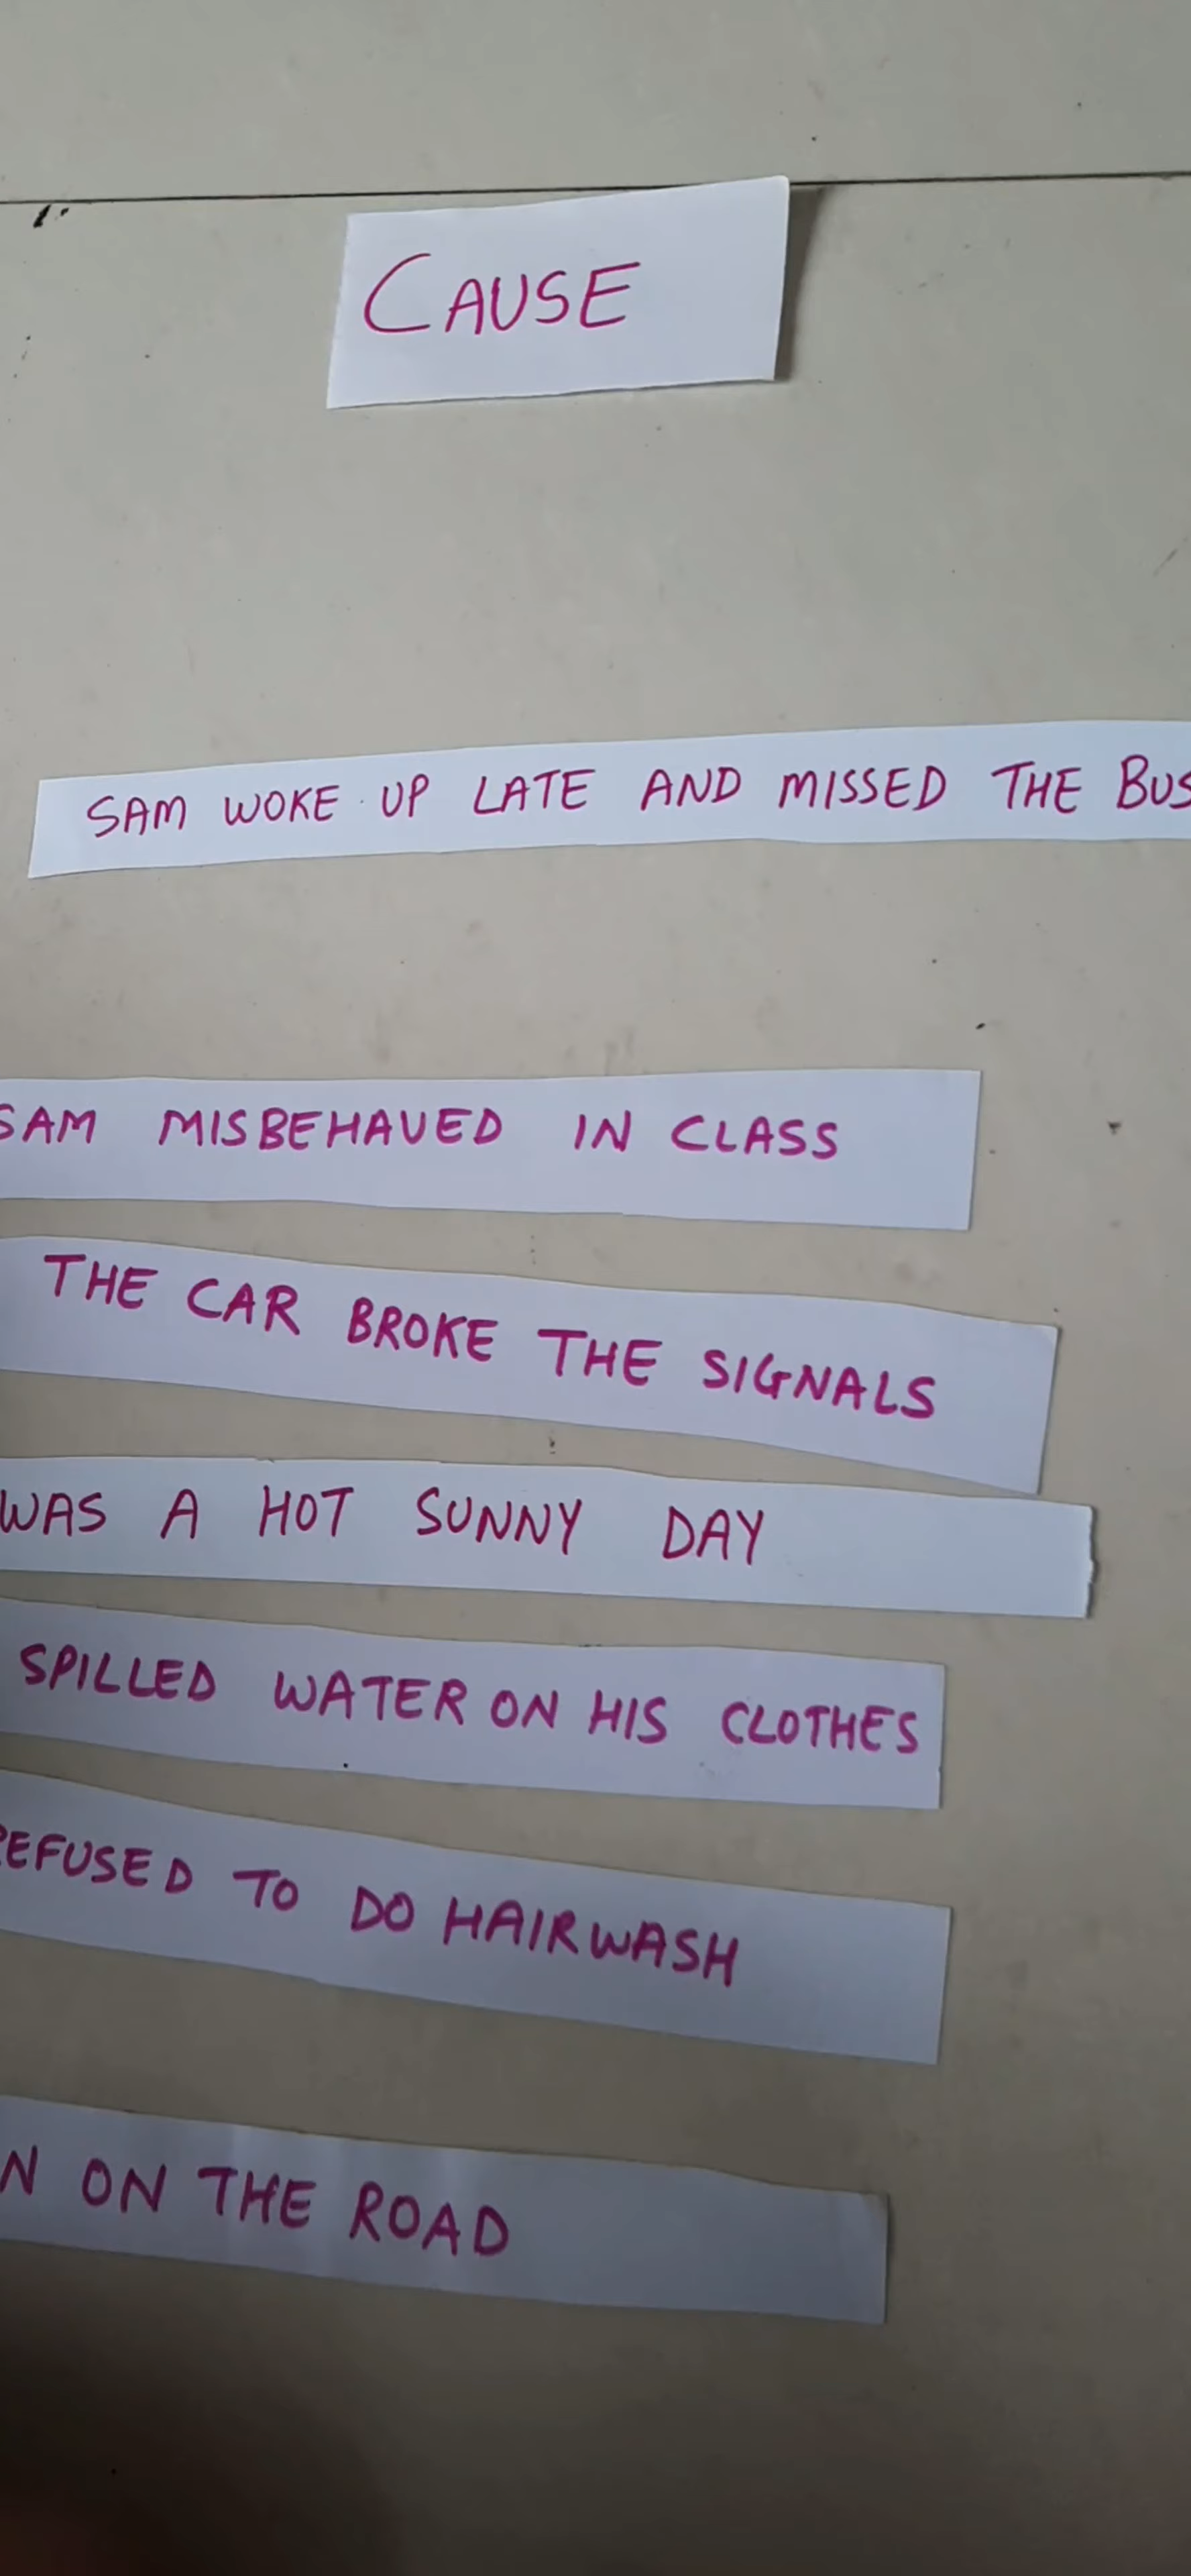 CAUSE
SAM WOKE UP LATE AND MISSED THE BUS
SAM MISBEHAVED IN CLASS
THE CAR BROKE THE SIGNALS
WAS A HOT SUNNY DAY
SPILLED WATER ON HIS CLOTHES
REFUSED TO DO HAIRWASH
ON THE ROAD